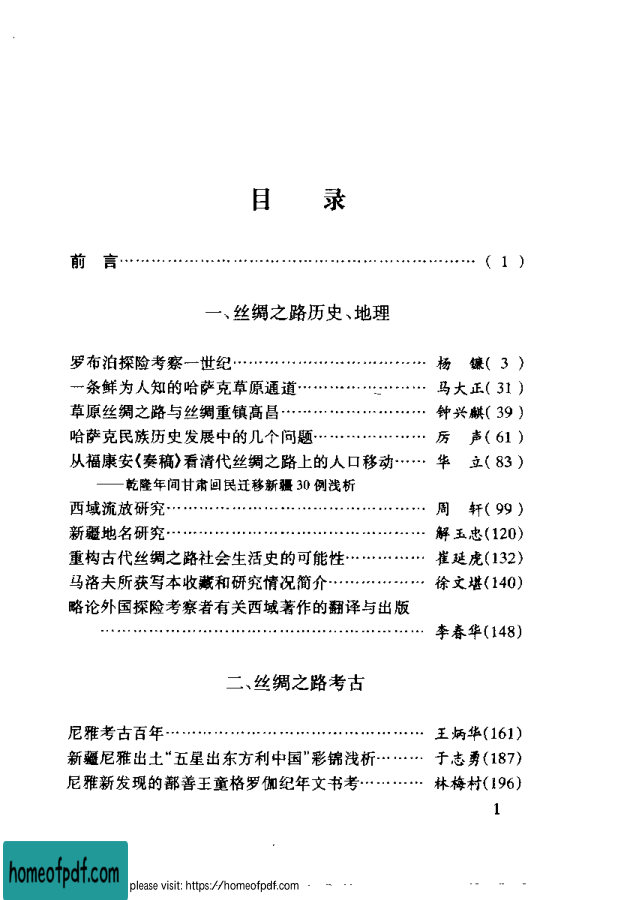 目 录
前 言……………………………………………………( 1 )
一、丝绸之路历史、地理
罗布泊探险考察一世纪…………………………… 杨 镰( 3 )
一条鲜为人知的哈萨克草原通道………………… 马大正( 31 )
草原丝绸之路与丝绸重镇高昌…………………… 钟兴麒( 39 )
哈萨克民族历史发展中的几个问题……………… 厉 声( 61 )
从福康安《奏稿》看清代丝绸之路上的人口移动…… 华 立( 83 )
——乾隆年间甘肃回民迁移新疆30例浅析
西域流放研究……………………………………… 周 轩( 99 )
新疆地名研究……………………………………… 解玉忠(120)
重构古代丝绸之路社会生活史的可能性………… 崔延虎(132)
马洛夫所获写本收藏和研究情况简介…………… 徐文堪(140)
略论外国探险考察者有关西域著作的翻译与出版
………………………………………………… 李春华(148)
二、丝绸之路考古
尼雅考古百年……………………………………… 王炳华(161)
新疆尼雅出土“五星出东方利中国”彩锦浅析……… 于志勇(187)
尼雅新发现的鄯善王童格罗伽纪年文书考………… 林梅村(196)
1
homeofpdf.com
please visit: https://homeofpdf.com